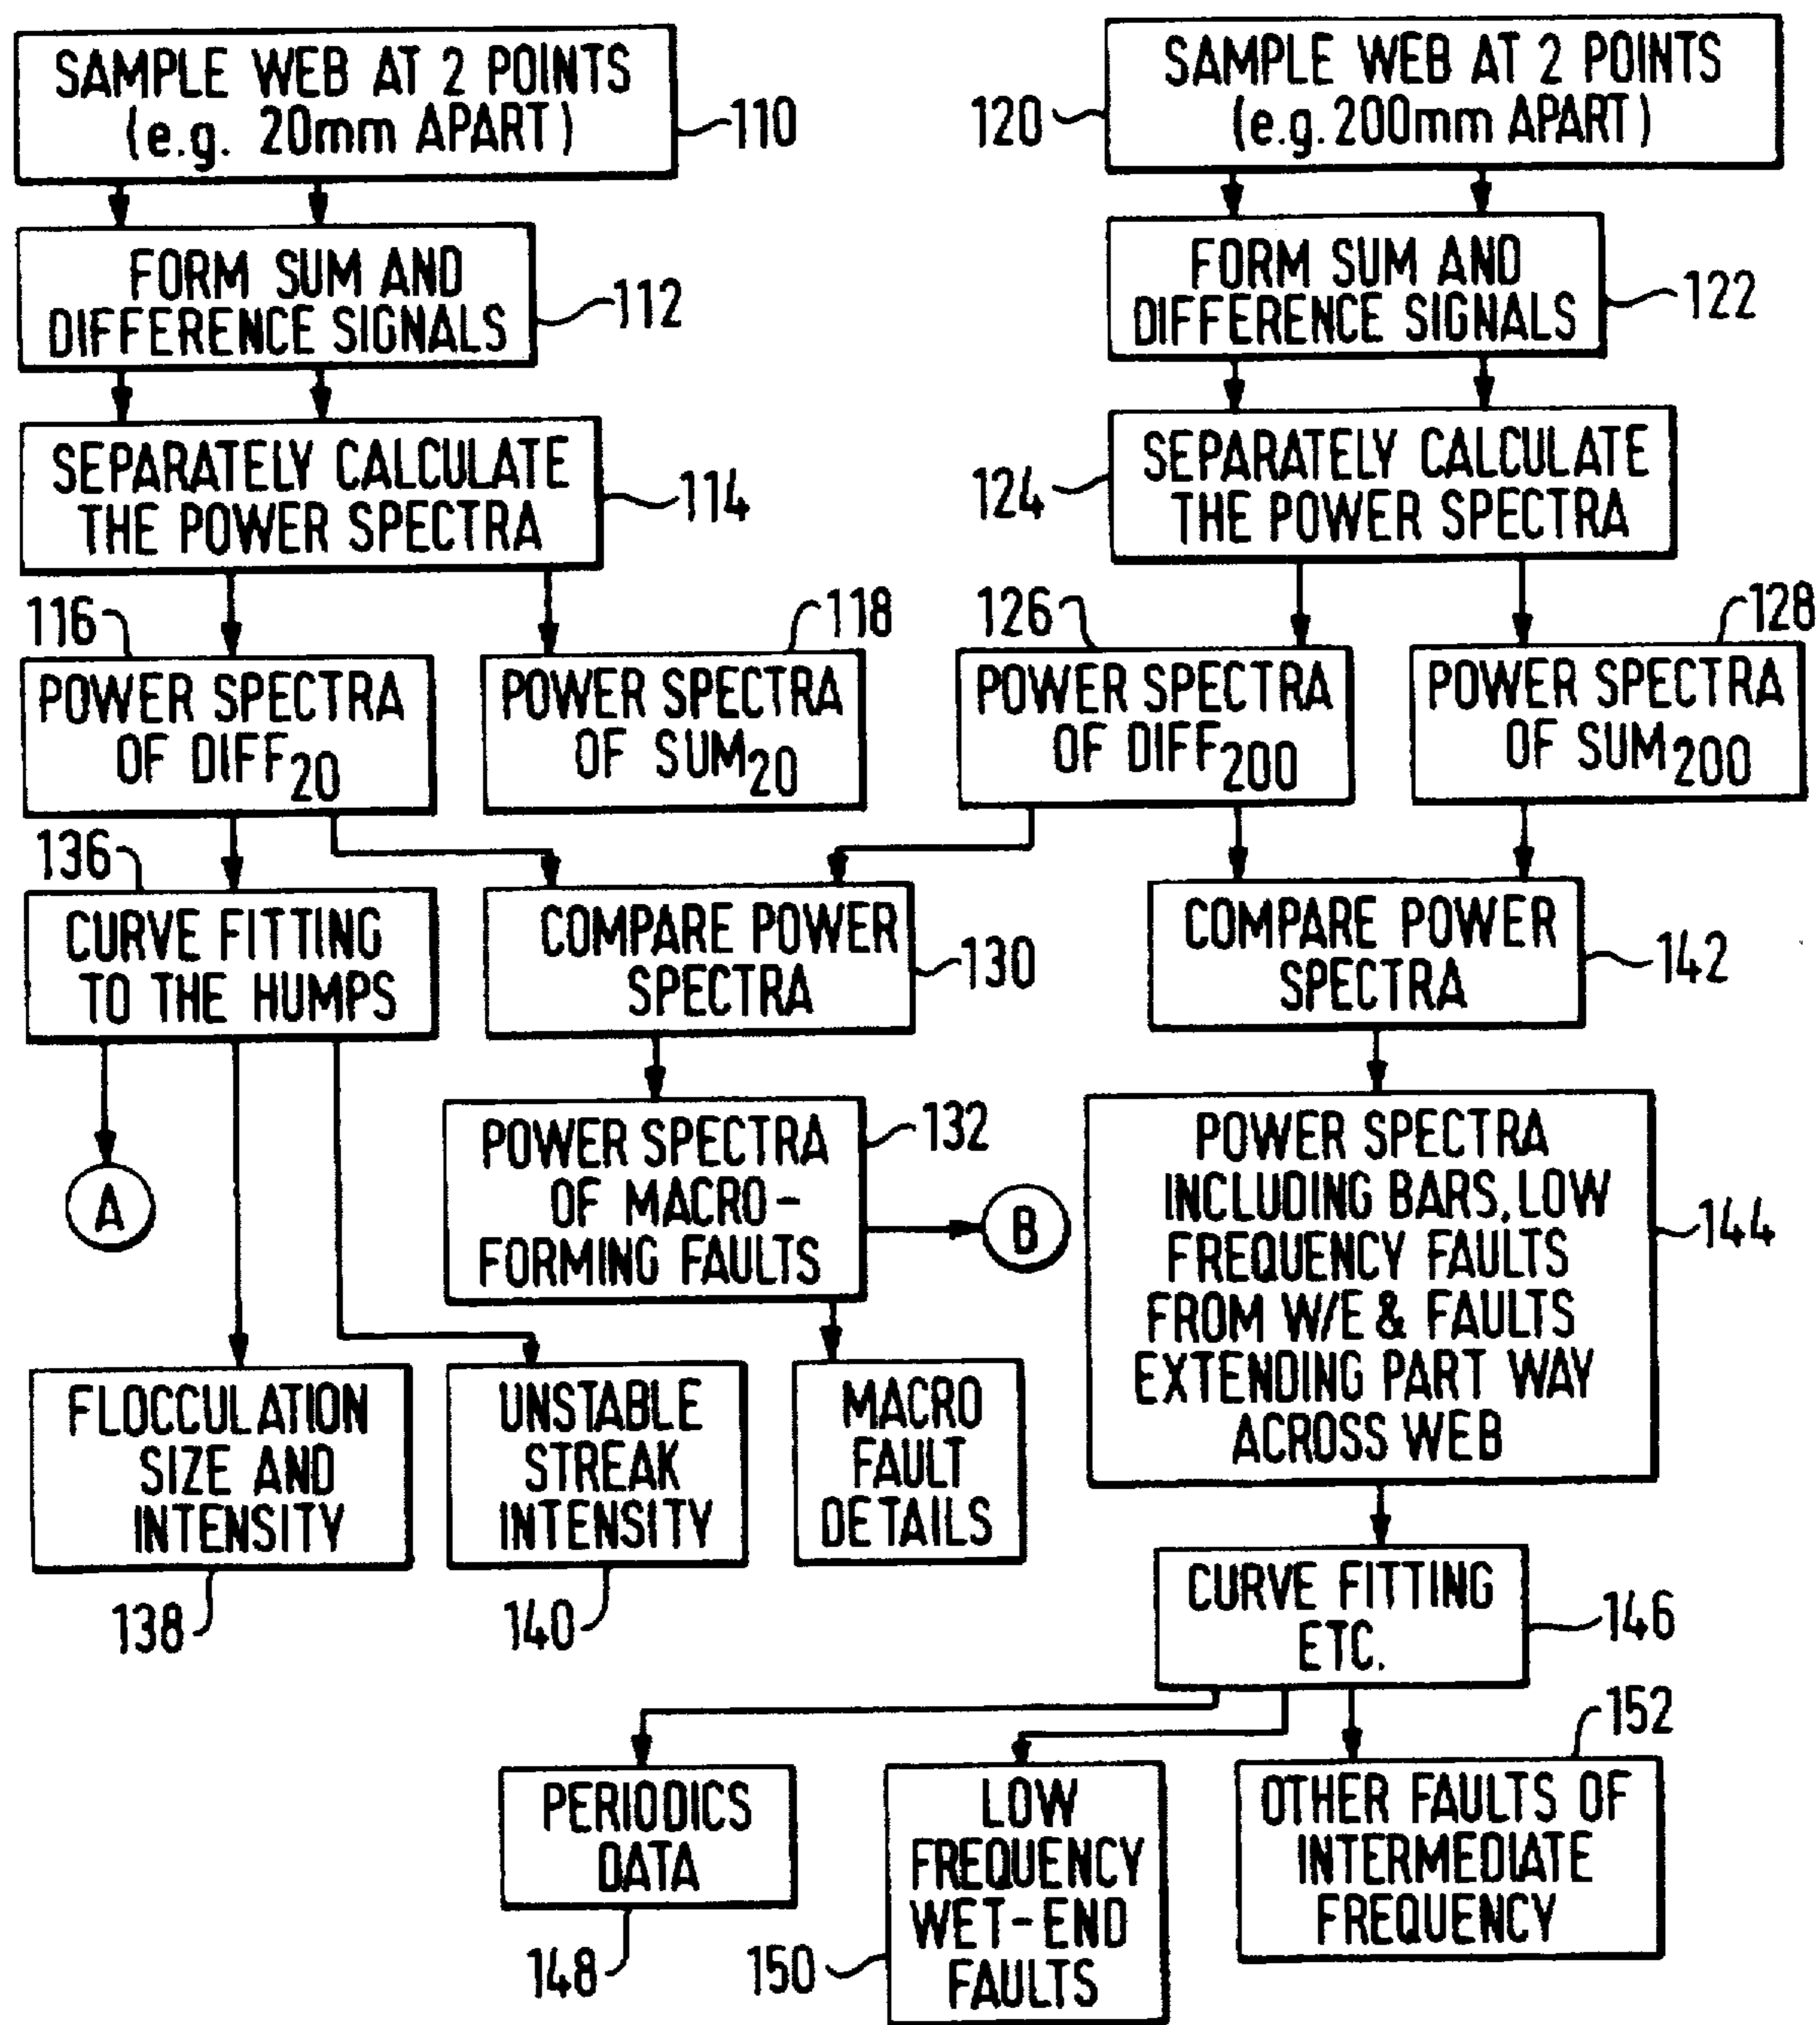 SAMPLE WEB AT 2 POINTS
(e.g. 20mm APART)
110
120
SAMPLE WEB AT 2 POINTS
(e.g. 200mm APART)
FORM SUM AND
DIFFERENCE SIGNALS
112
FORM SUM AND
DIFFERENCE SIGNALS
122
SEPARATELY CALCULATE
THE POWER SPECTRA
114
124
SEPARATELY CALCULATE
THE POWER SPECTRA
116
118
126
128
POWER SPECTRA
OF DIFF20
POWER SPECTRA
OF SUM20
POWER SPECTRA
OF DIFF200
POWER SPECTRA
OF SUM200
136
CURVE FITTING
TO THE HUMPS
COMPARE POWER
SPECTRA
130
COMPARE POWER
SPECTRA
142
A
POWER SPECTRA
OF MACRO-
FORMING FAULTS
132
B
POWER SPECTRA
INCLUDING BARS, LOW
FREQUENCY FAULTS
FROM W/E & FAULTS
EXTENDING PART WAY
ACROSS WEB
144
FLOCCULATION
SIZE AND
INTENSITY
138
UNSTABLE
STREAK
INTENSITY
140
MACRO
FAULT
DETAILS
CURVE FITTING
ETC.
146
PERIODICS
DATA
148
LOW
FREQUENCY
WET-END
FAULTS
150
152
OTHER FAULTS OF
INTERMEDIATE
FREQUENCY